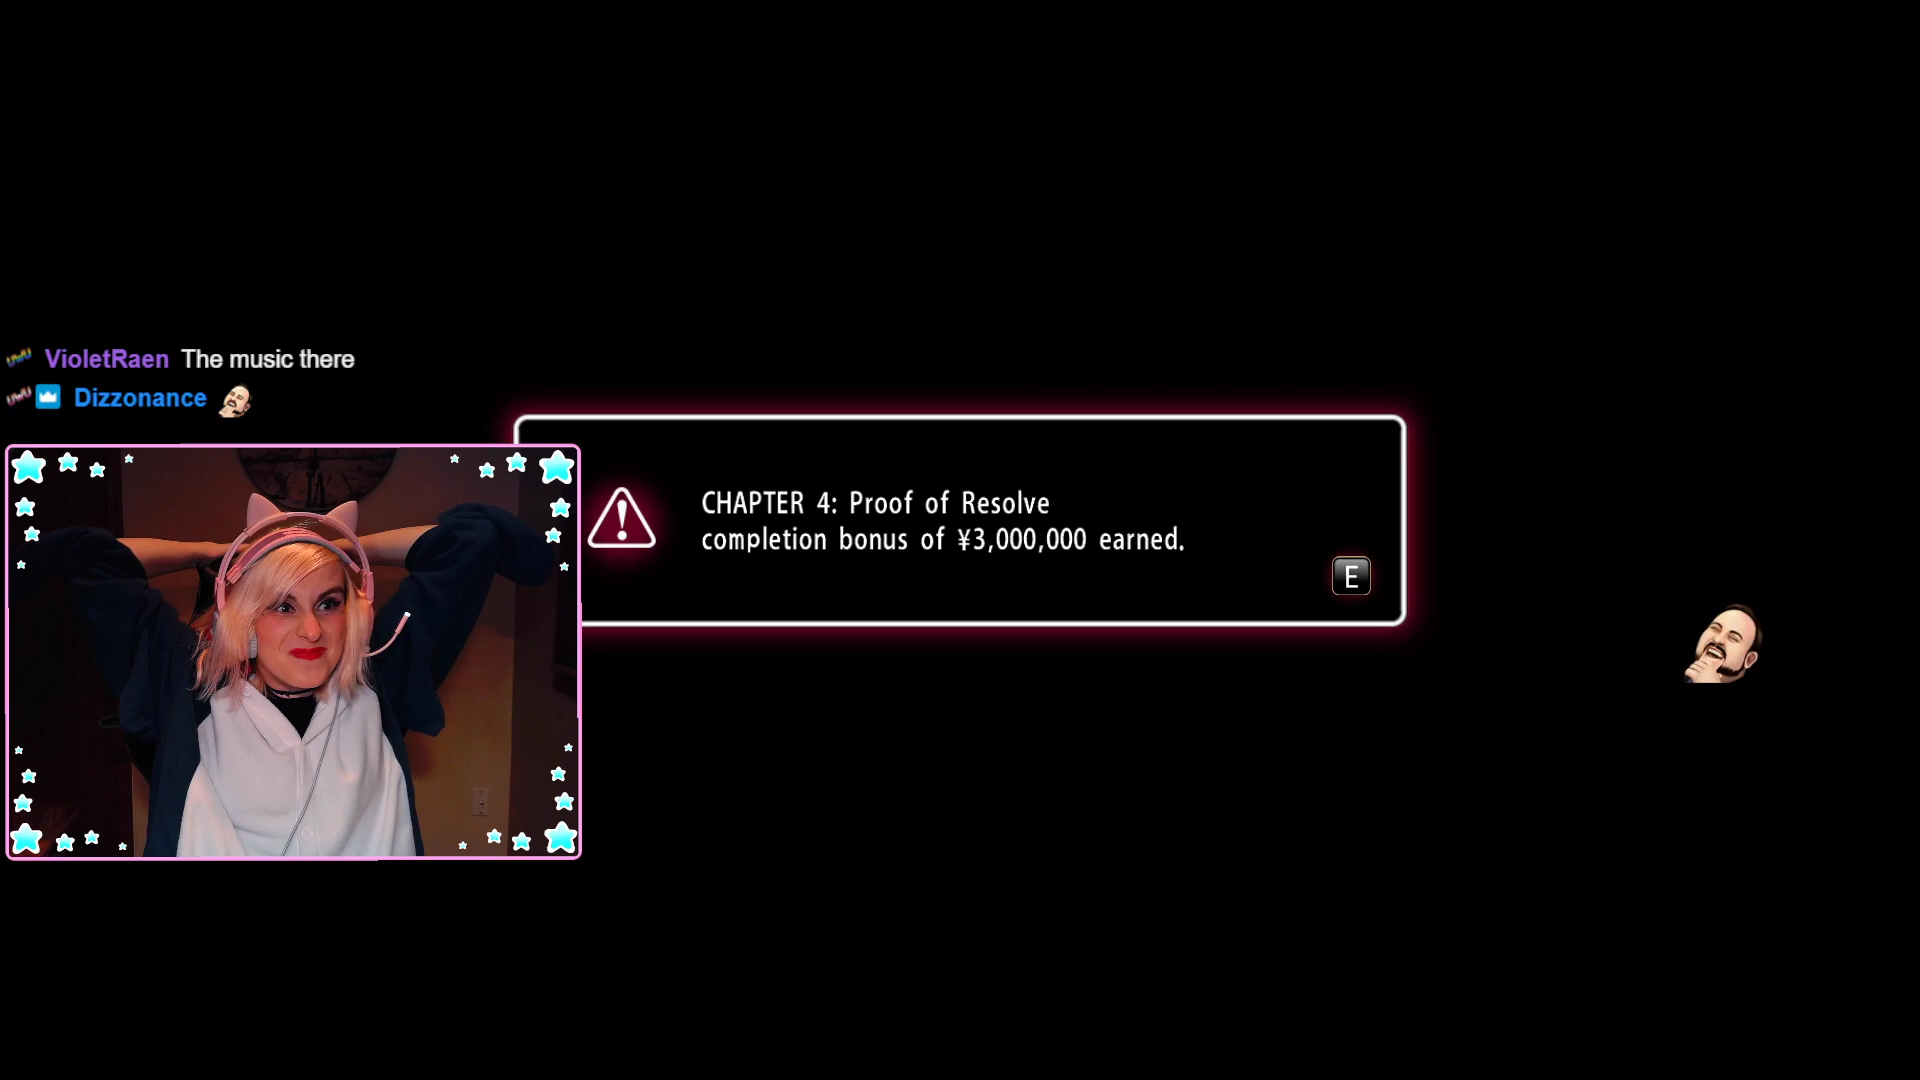 VioletRaen The music there
Dizzonance
CHAPTER 4: Proof of Resolve
completion bonus of ¥3,000,000 earned.
E